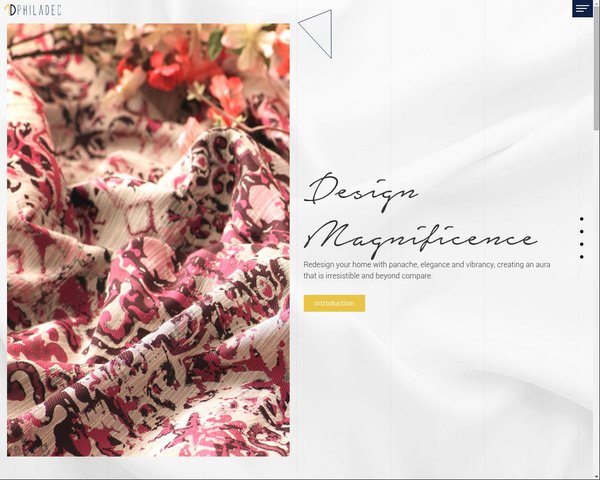 PHILADEC
Design
Magnificence
Redesign your home with panache, elegance and vibrancy, creating an aura
that is irresistible and beyond compare.
Introduction